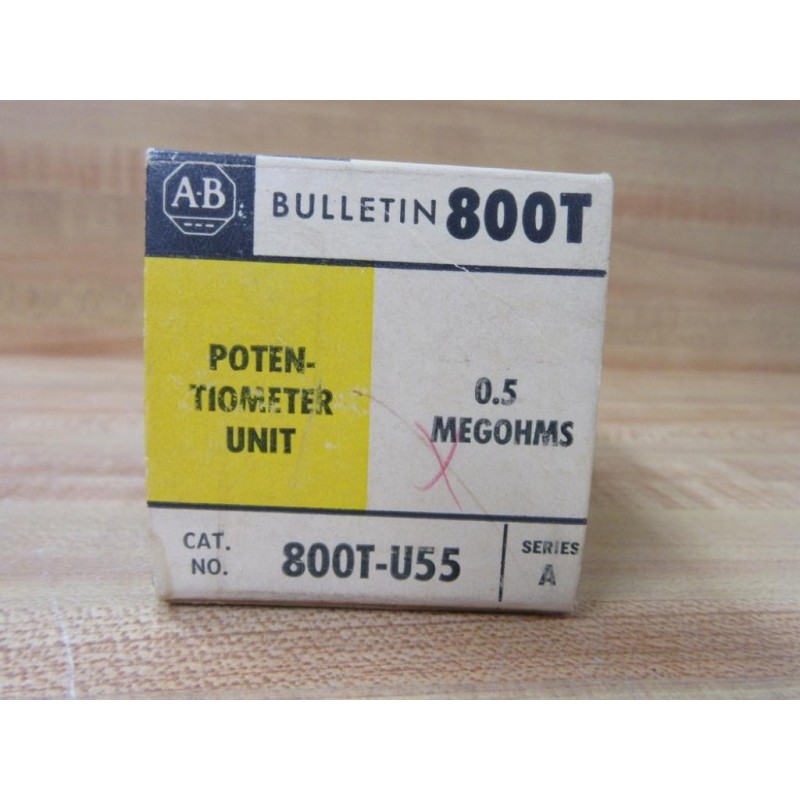 A-B
BULLETIN 800T
POTEN-
TIOMETER
UNIT
0.5
MEGOHMS
CAT.
NO.
800T-U55
SERIES
A